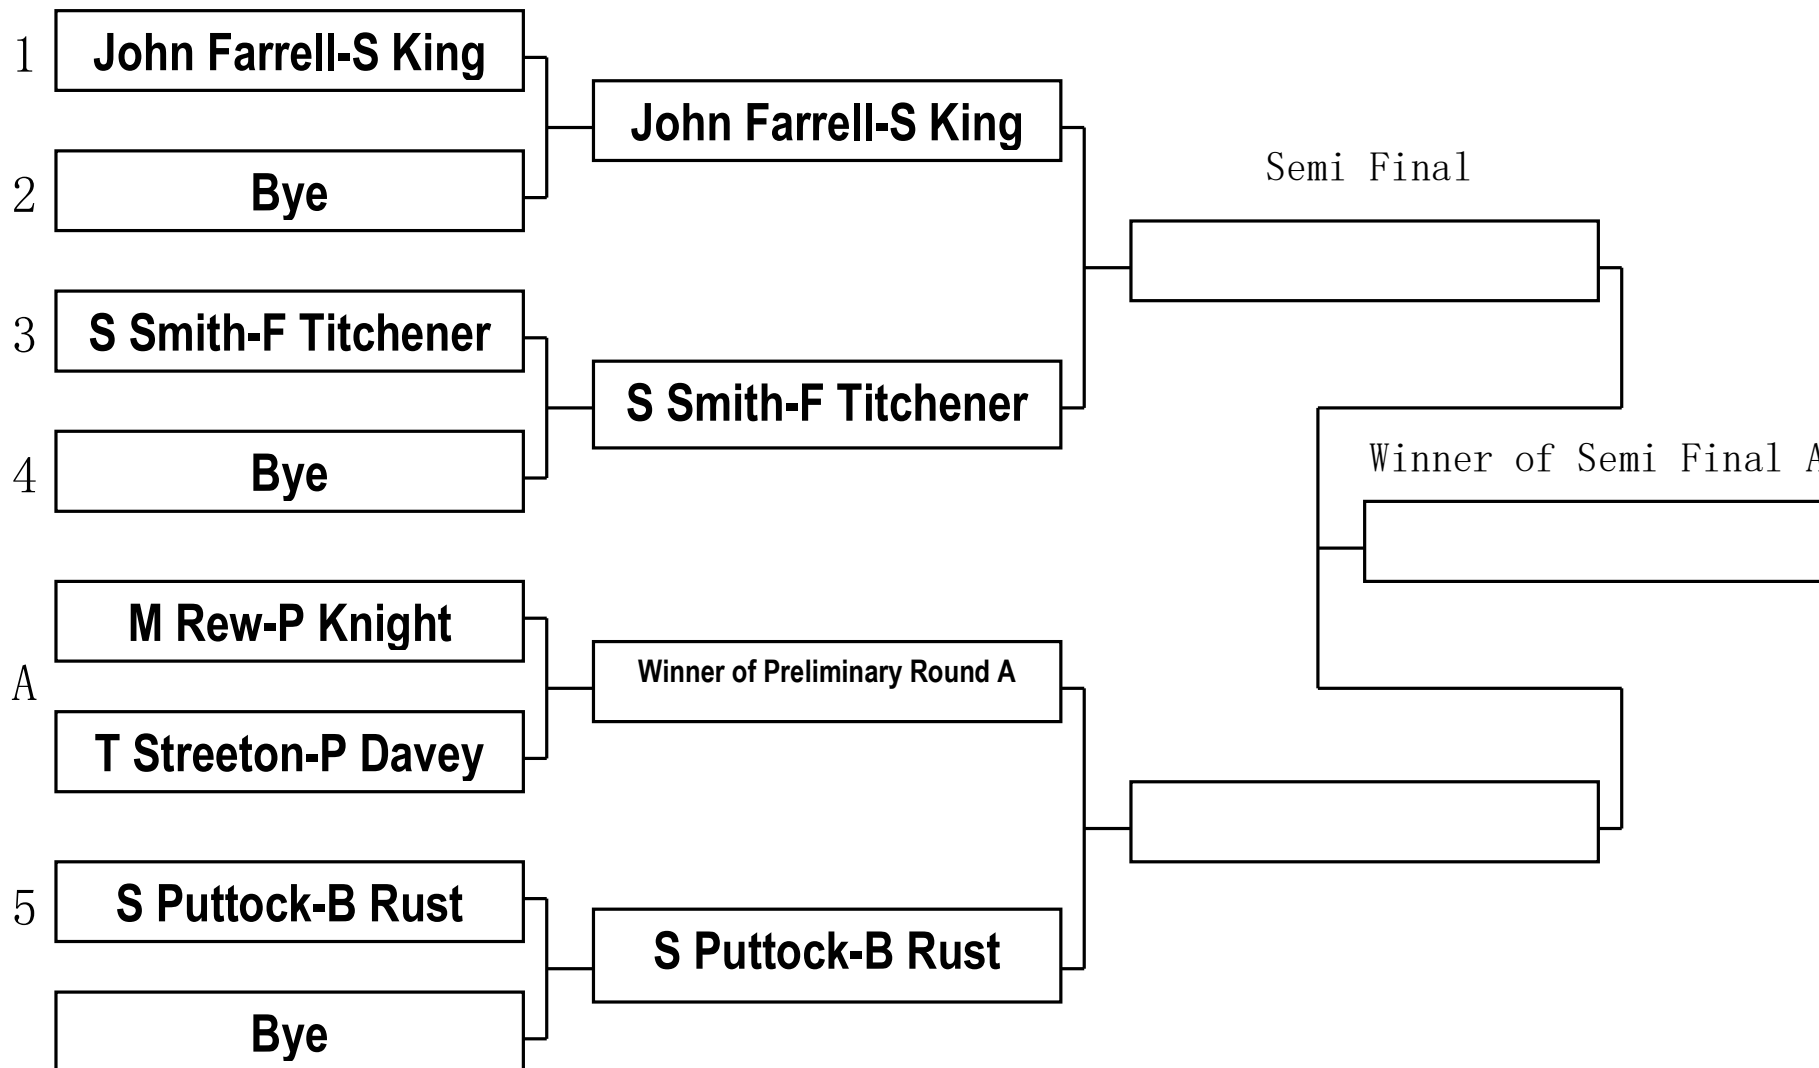 1
John Farrell-S King
2
Bye
John Farrell-S King
3
S Smith-F Titchener
4
Bye
S Smith-F Titchener
Semi Final
Winner of Semi Final A
A
M Rew-P Knight
T Streeton-P Davey
Winner of Preliminary Round A
5
S Puttock-B Rust
Bye
S Puttock-B Rust